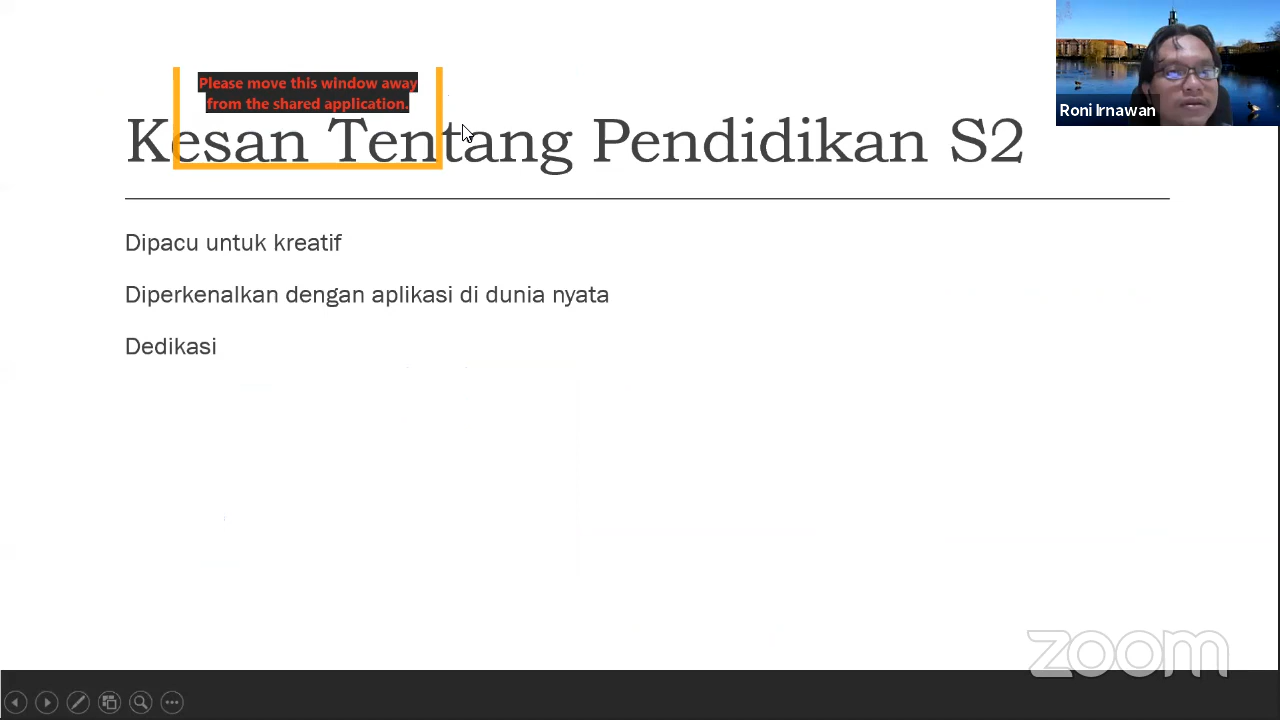 Please move this window away
from the shared application.
Kesan Tentang Pendidikan S2
Roni Irnawan
Dipacu untuk kreatif
Diperkenalkan dengan aplikasi di dunia nyata
Dedikasi
zoom